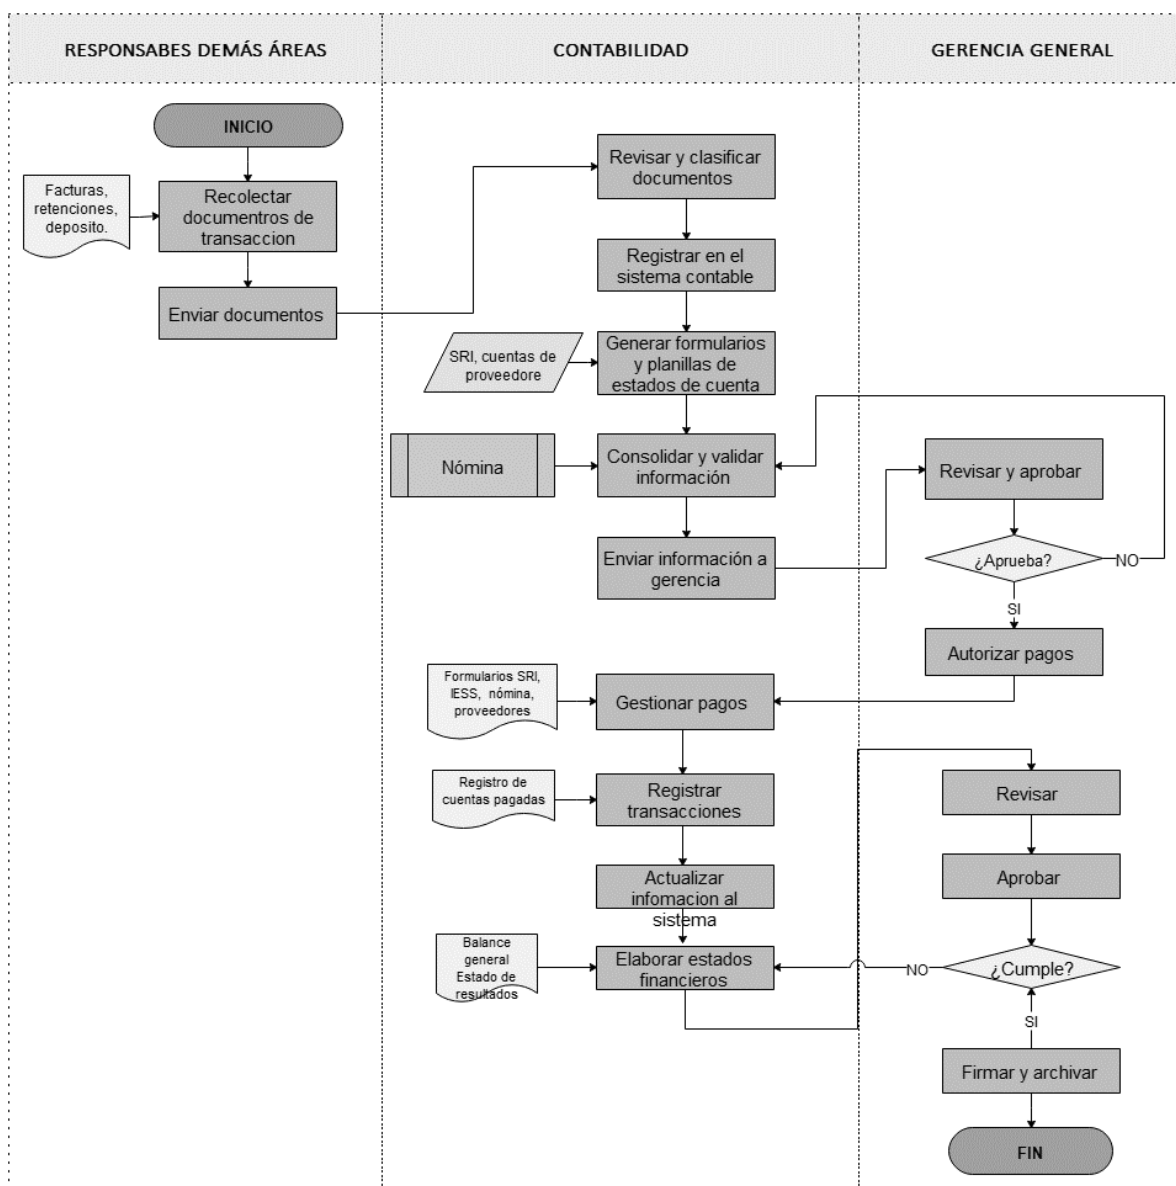 RESPONSABES DEMÁS ÁREAS
CONTABILIDAD
GERENCIA GENERAL
INICIO
Facturas,
retenciones,
deposito.
Recolectar
documentros de
transaccion
Enviar documentos
Revisar y clasificar
documentos
Registrar en el
sistema contable
SRI, cuentas de
proveedore
Generar formularios
y planillas de
estados de cuenta
Nómina
Consolidar y validar
información
Enviar información a
gerencia
Revisar y aprobar
¿Aprueba?
NO
SI
Autorizar pagos
Formularios SRI,
IESS, nómina,
proveedores
Gestionar pagos
Registro de
cuentas pagadas
Registrar
transacciones
Actualizar
infomacion al
sistema
Balance
general
Estado de
resultados
Elaborar estados
financieros
Revisar
Aprobar
¿Cumple?
NO
SI
Firmar y archivar
FIN